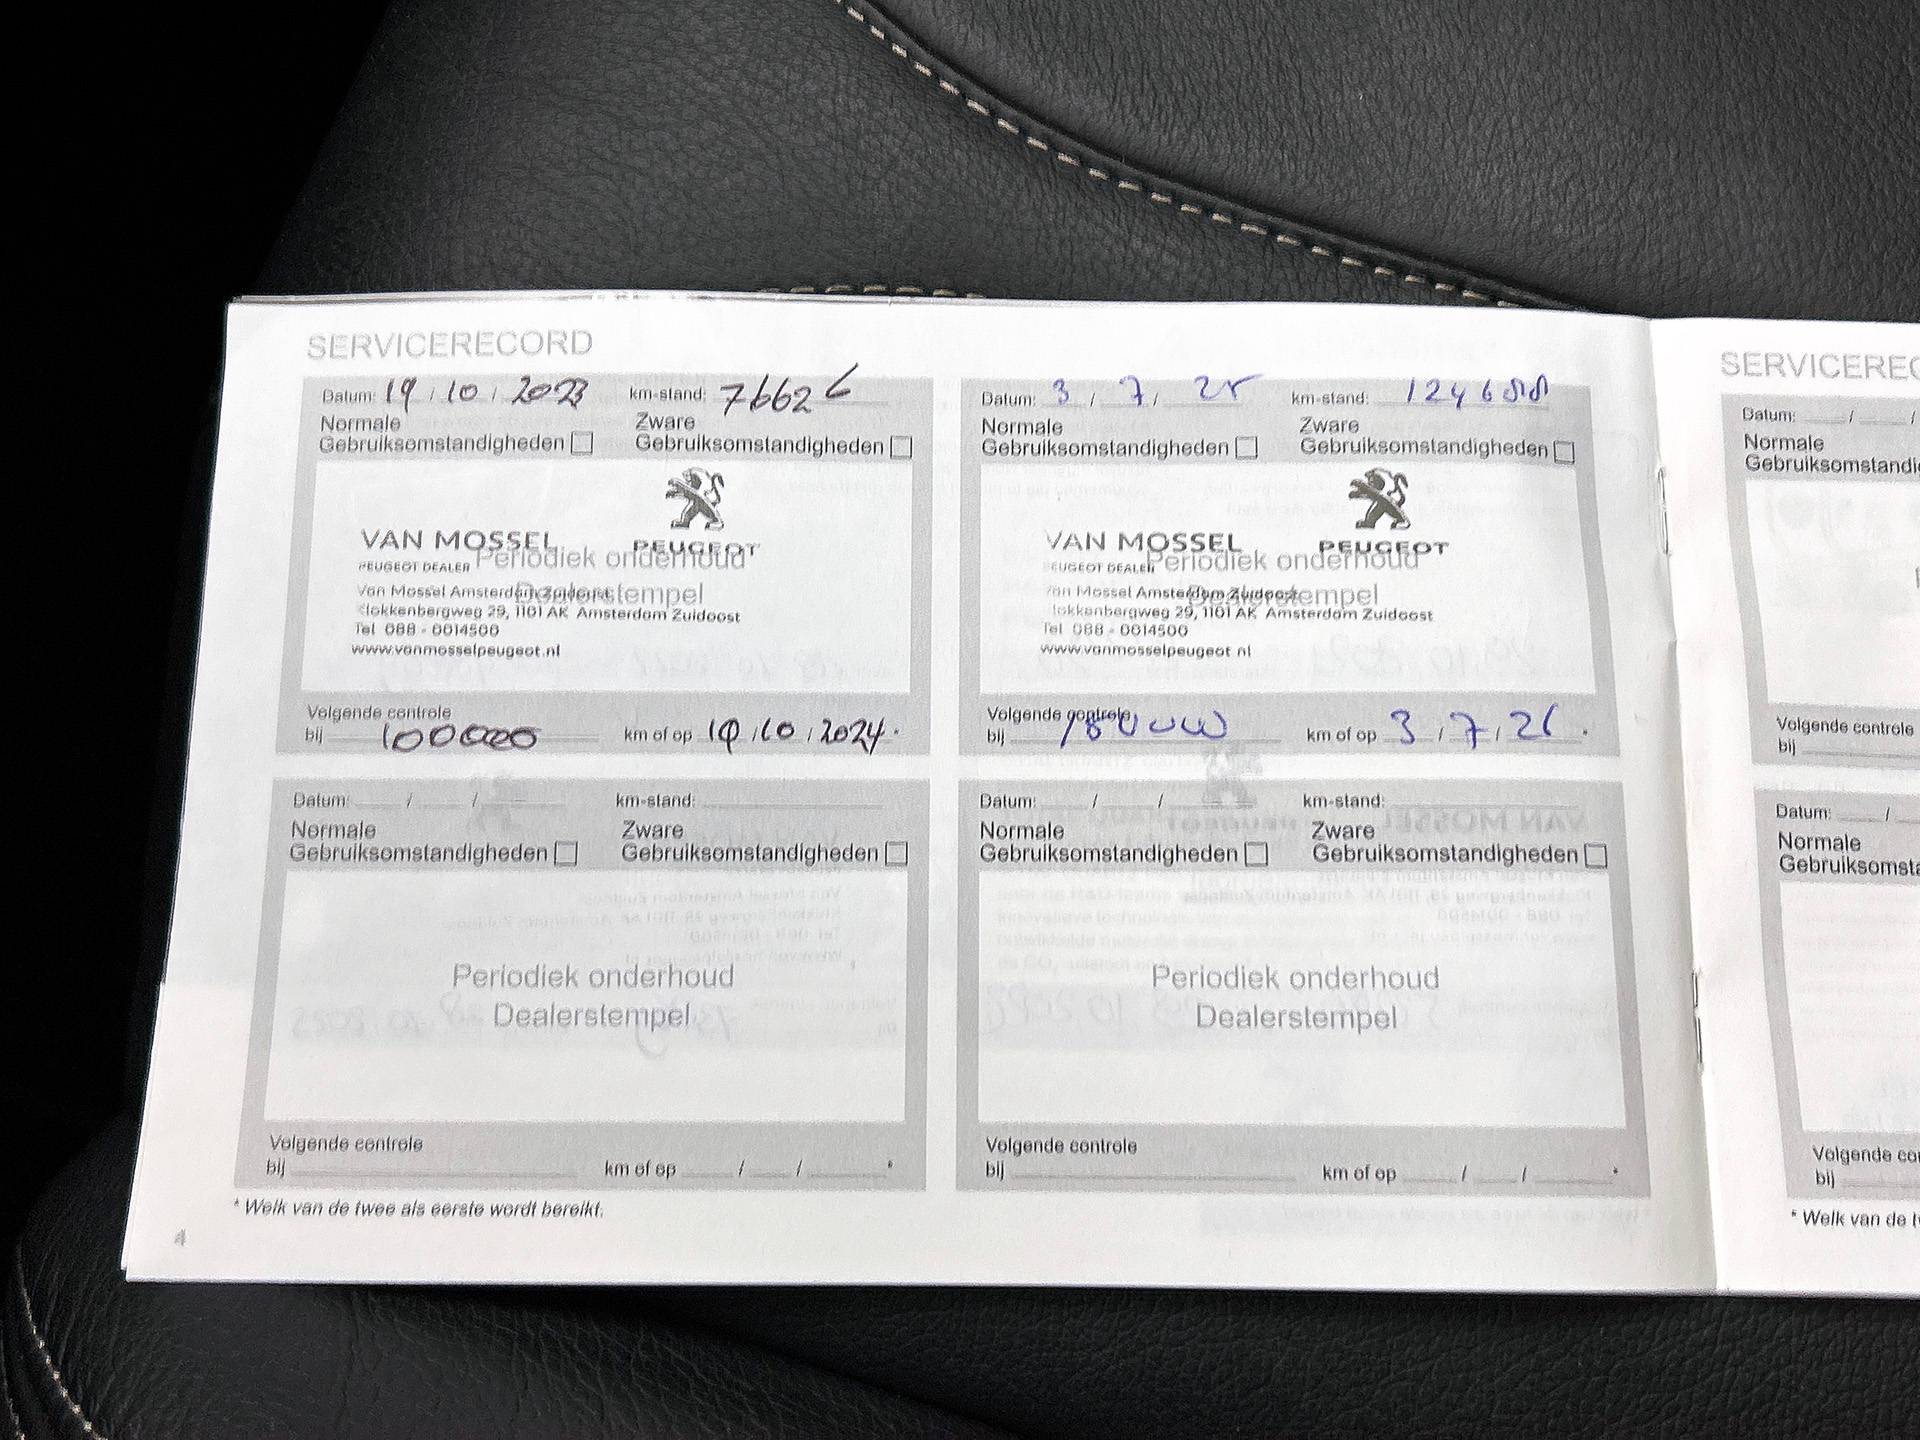 SERVICERECORD
Datum: 19 / 10 / 2023 km-stand: 76626
Normale Zware
Gebruiksomstandigheden Gebruiksomstandigheden
VAN MOSSEL PEUGEOT
PEUGEOT DEALER Periodiek onderhoud
Dealerstempel
Van Mossel Amsterdam Zuidoost
Klokkenbergweg 29, 1101 AK Amsterdam Zuidoost
Tel 088 - 0014500
www.vanmosselpeugeot.nl
Volgende controle
bij 100000 km of op 19 / 10 / 2024 *
Datum: 3 / 7 / 25 km-stand:
Normale Zware
Gebruiksomstandigheden Gebruiksomstandigheden
VAN MOSSEL PEUGEOT
PEUGEOT DEALER Periodiek onderhoud
Dealerstempel
Van Mossel Amsterdam Zuidoost
Klokkenbergweg 29, 1101 AK Amsterdam Zuidoost
Tel 088 - 0014500
www.vanmosselpeugeot.nl
Volgende controle
bij km of op 3 / 7 / 26 *
Datum: / / km-stand:
Normale Zware
Gebruiksomstandigheden Gebruiksomstandigheden
Periodiek onderhoud
Dealerstempel
Volgende controle
bij km of op / / *
Datum: / / km-stand:
Normale Zware
Gebruiksomstandigheden Gebruiksomstandigheden
Periodiek onderhoud
Dealerstempel
Volgende controle
bij km of op / / *
* Welk van de twee als eerste wordt bereikt.
4
SERVICEREC
Datum: / /
Normale
Gebruiksomstandi
Volgende controle
bij
Datum: /
Normale
Gebruiksomsta
Volgende co
bij
* Welk van de